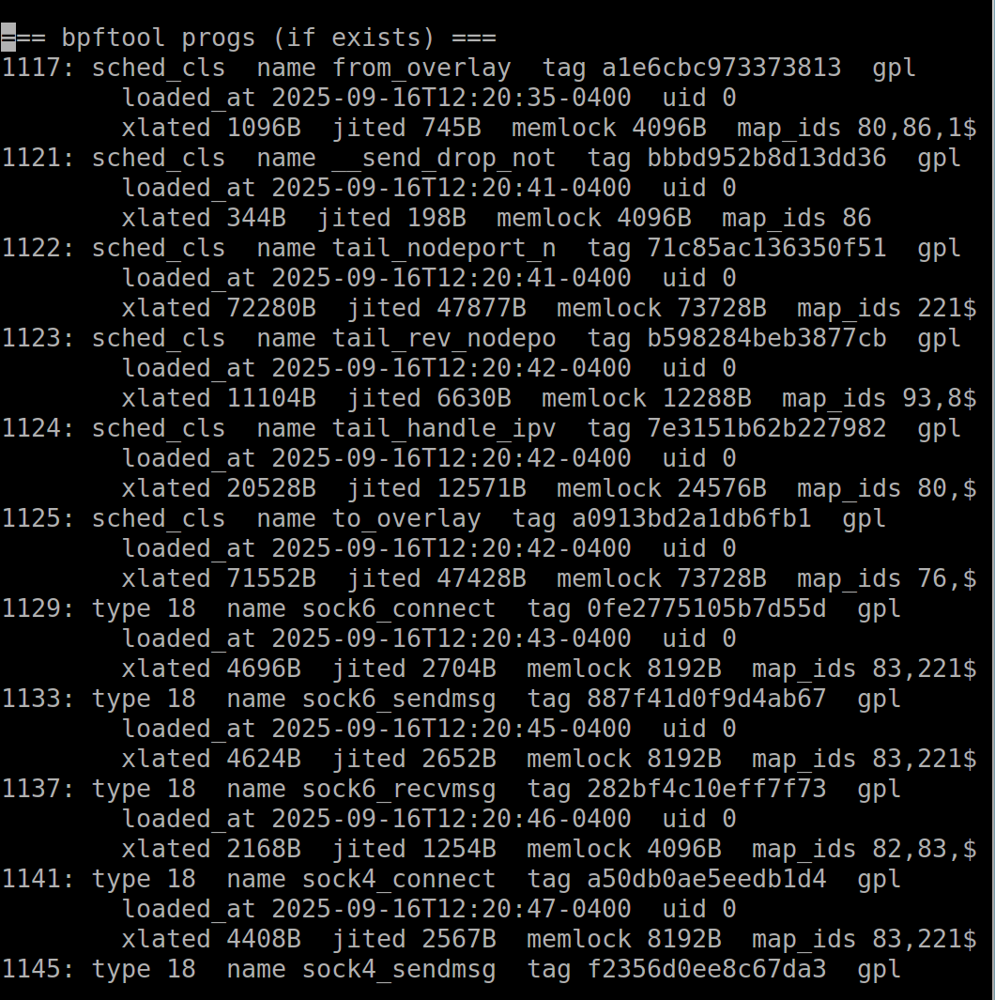 === bpftool progs (if exists) ===
1117: sched_cls  name from_overlay  tag a1e6cbc973373813  gpl
        loaded_at 2025-09-16T12:20:35-0400  uid 0
        xlated 1096B  jited 745B  memlock 4096B  map_ids 80,86,1$
1121: sched_cls  name __send_drop_not  tag bbbd952b8d13dd36  gpl
        loaded_at 2025-09-16T12:20:41-0400  uid 0
        xlated 344B  jited 198B  memlock 4096B  map_ids 86
1122: sched_cls  name tail_nodeport_n  tag 71c85ac136350f51  gpl
        loaded_at 2025-09-16T12:20:41-0400  uid 0
        xlated 72280B  jited 47877B  memlock 73728B  map_ids 221$
1123: sched_cls  name tail_rev_nodepo  tag b598284beb3877cb  gpl
        loaded_at 2025-09-16T12:20:42-0400  uid 0
        xlated 11104B  jited 6630B  memlock 12288B  map_ids 93,8$
1124: sched_cls  name tail_handle_ipv  tag 7e3151b62b227982  gpl
        loaded_at 2025-09-16T12:20:42-0400  uid 0
        xlated 20528B  jited 12571B  memlock 24576B  map_ids 80,$
1125: sched_cls  name to_overlay  tag a0913bd2a1db6fb1  gpl
        loaded_at 2025-09-16T12:20:42-0400  uid 0
        xlated 71552B  jited 47428B  memlock 73728B  map_ids 76,$
1129: type 18  name sock6_connect  tag 0fe2775105b7d55d  gpl
        loaded_at 2025-09-16T12:20:43-0400  uid 0
        xlated 4696B  jited 2704B  memlock 8192B  map_ids 83,221$
1133: type 18  name sock6_sendmsg  tag 887f41d0f9d4ab67  gpl
        loaded_at 2025-09-16T12:20:45-0400  uid 0
        xlated 4624B  jited 2652B  memlock 8192B  map_ids 83,221$
1137: type 18  name sock6_recvmsg  tag 282bf4c10eff7f73  gpl
        loaded_at 2025-09-16T12:20:46-0400  uid 0
        xlated 2168B  jited 1254B  memlock 4096B  map_ids 82,83,$
1141: type 18  name sock4_connect  tag a50db0ae5eedb1d4  gpl
        loaded_at 2025-09-16T12:20:47-0400  uid 0
        xlated 4408B  jited 2567B  memlock 8192B  map_ids 83,221$
1145: type 18  name sock4_sendmsg  tag f2356d0ee8c67da3  gpl